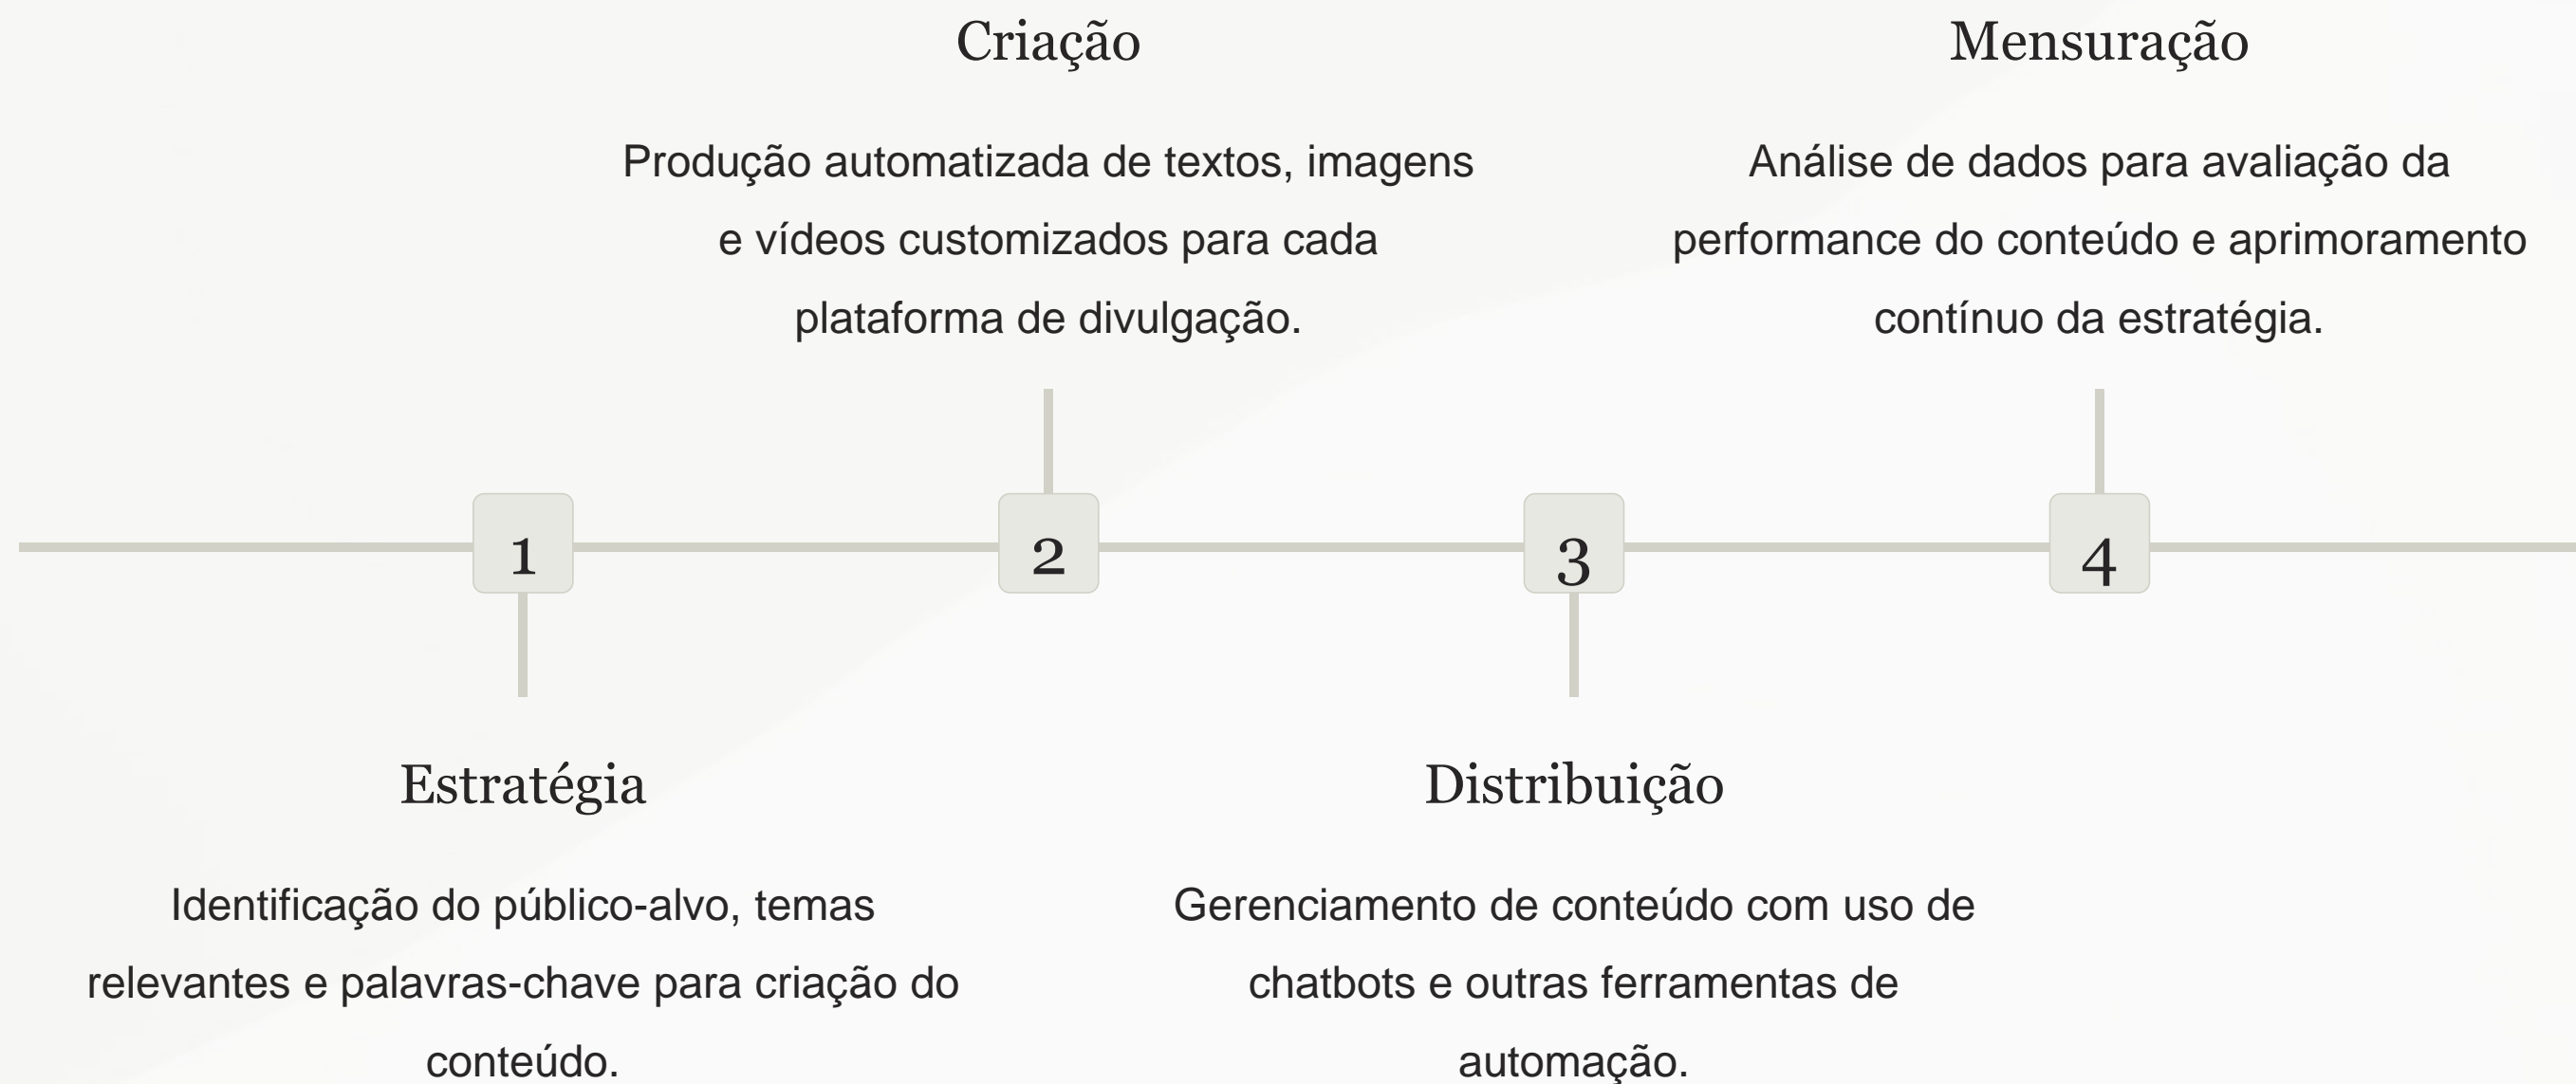 Criação
Produção automatizada de textos, imagens
e vídeos customizados para cada
plataforma de divulgação.
Mensuração
Análise de dados para avaliação da
performance do conteúdo e aprimoramento
contínuo da estratégia.
1
2
3
4
Estratégia
Identificação do público-alvo, temas
relevantes e palavras-chave para criação do
conteúdo.
Distribuição
Gerenciamento de conteúdo com uso de
chatbots e outras ferramentas de
automação.